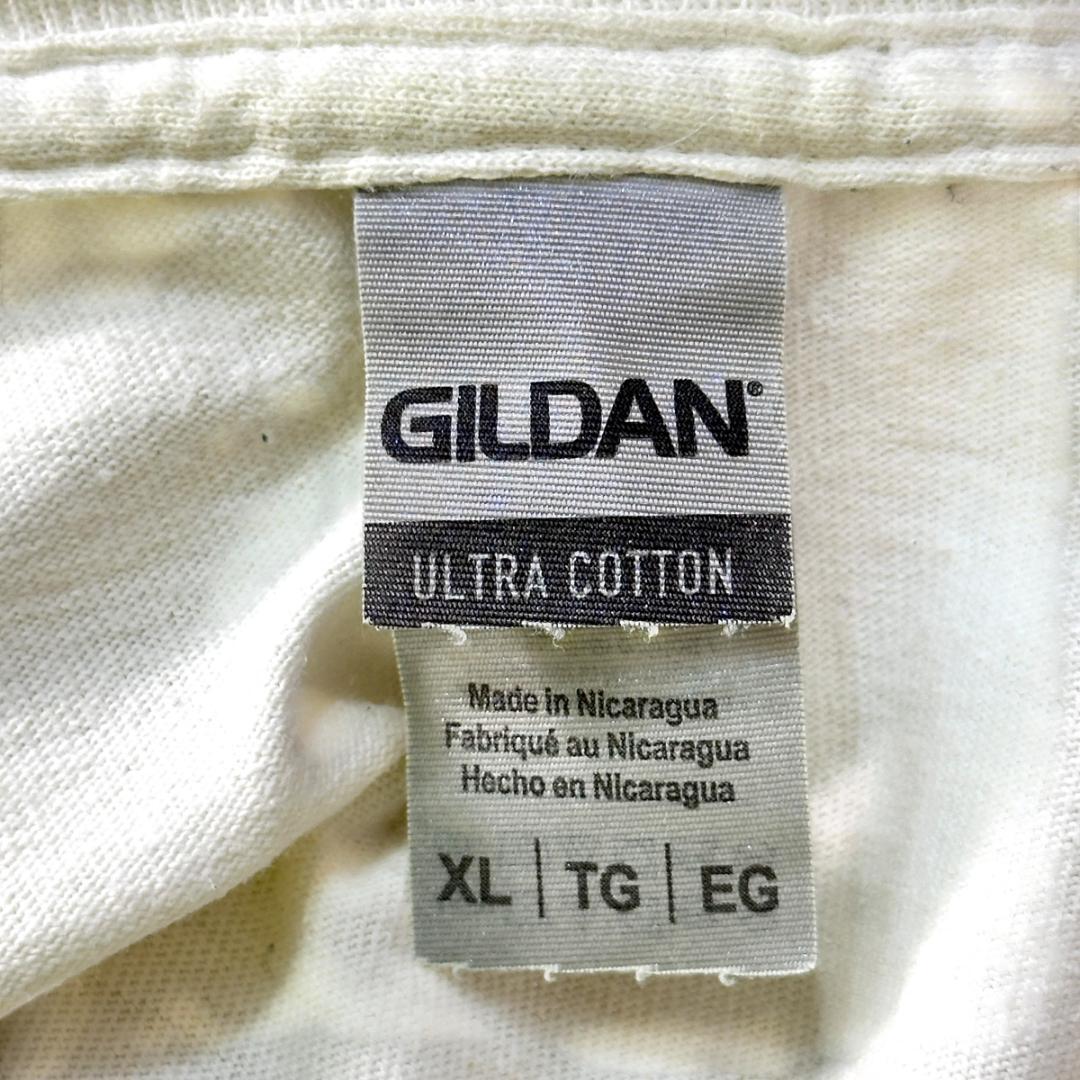 GILDAN®
ULTRA COTTON
Made in Nicaragua
Fabriqué au Nicaragua
Hecho en Nicaragua
XL | TG | EG